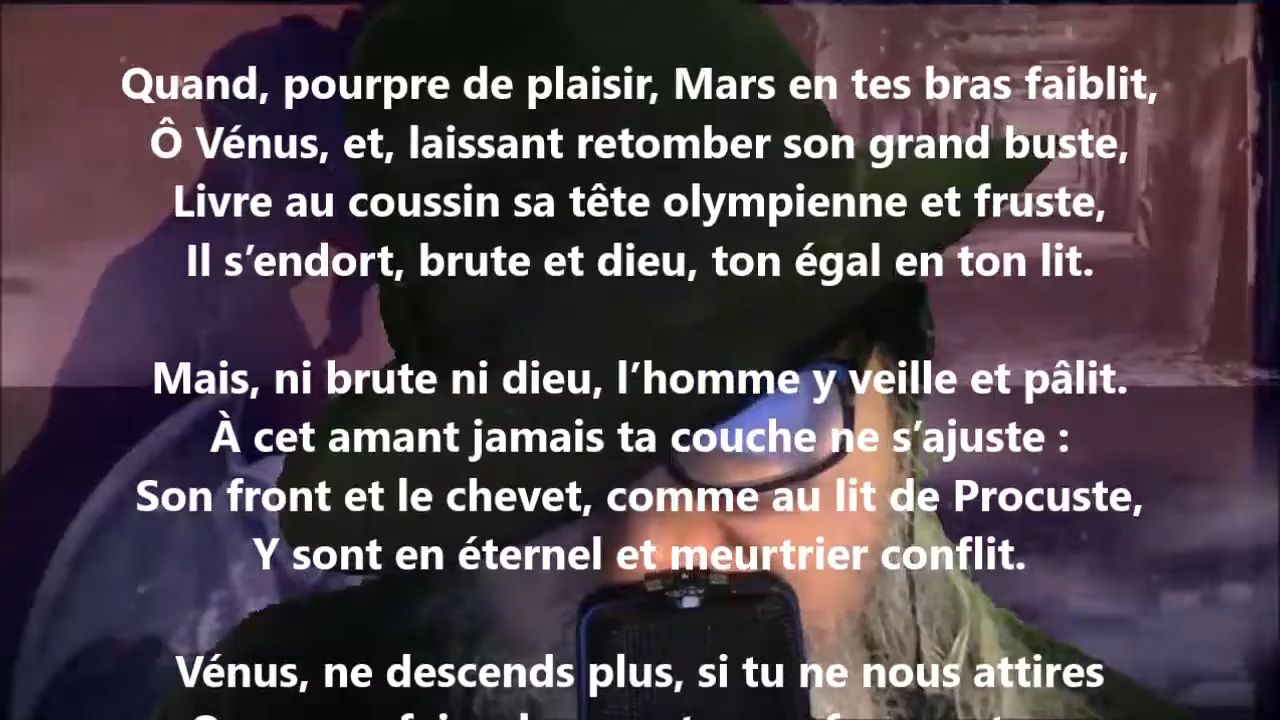 Quand, pourpre de plaisir, Mars en tes bras faiblit,
Ô Vénus, et, laissant retomber son grand buste,
Livre au coussin sa tête olympienne et fruste,
Il s’endort, brute et dieu, ton égal en ton lit.
Mais, ni brute ni dieu, l’homme y veille et pâlit.
À cet amant jamais ta couche ne s’ajuste :
Son front et le chevet, comme au lit de Procuste,
Y sont en éternel et meurtrier conflit.
Vénus, ne descends plus, si tu ne nous attires